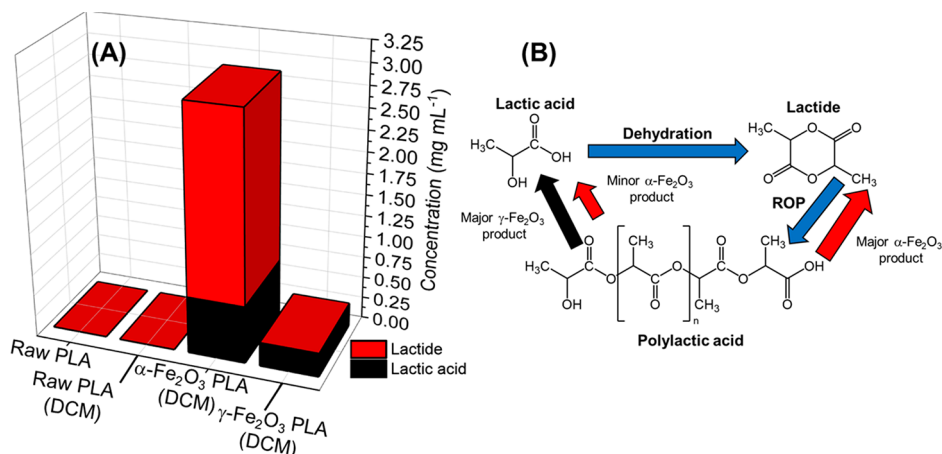 (A)
3.25
3.00
2.75
2.50
2.25
2.00
1.75
1.50
1.25
1.00
0.75
0.50
0.25
0.00
Concentration (mg mL⁻¹)
Raw PLA
Raw PLA
(DCM)
α-Fe₂O₃ PLA
(DCM)
γ-Fe₂O₃ PLA
(DCM)
Lactide
Lactic acid
(B)
Lactic acid
O
OH
OH
Dehydration
Lactide
H₃C
O
O
O
O
CH₃
Minor α-Fe₂O₃
product
Major γ-Fe₂O₃
product
ROP
Major α-Fe₂O₃
product
H₃C
O
OH
O
CH₃
O
O
O
CH₃
O
CH₃
O
OH
O
n
Polylactic acid